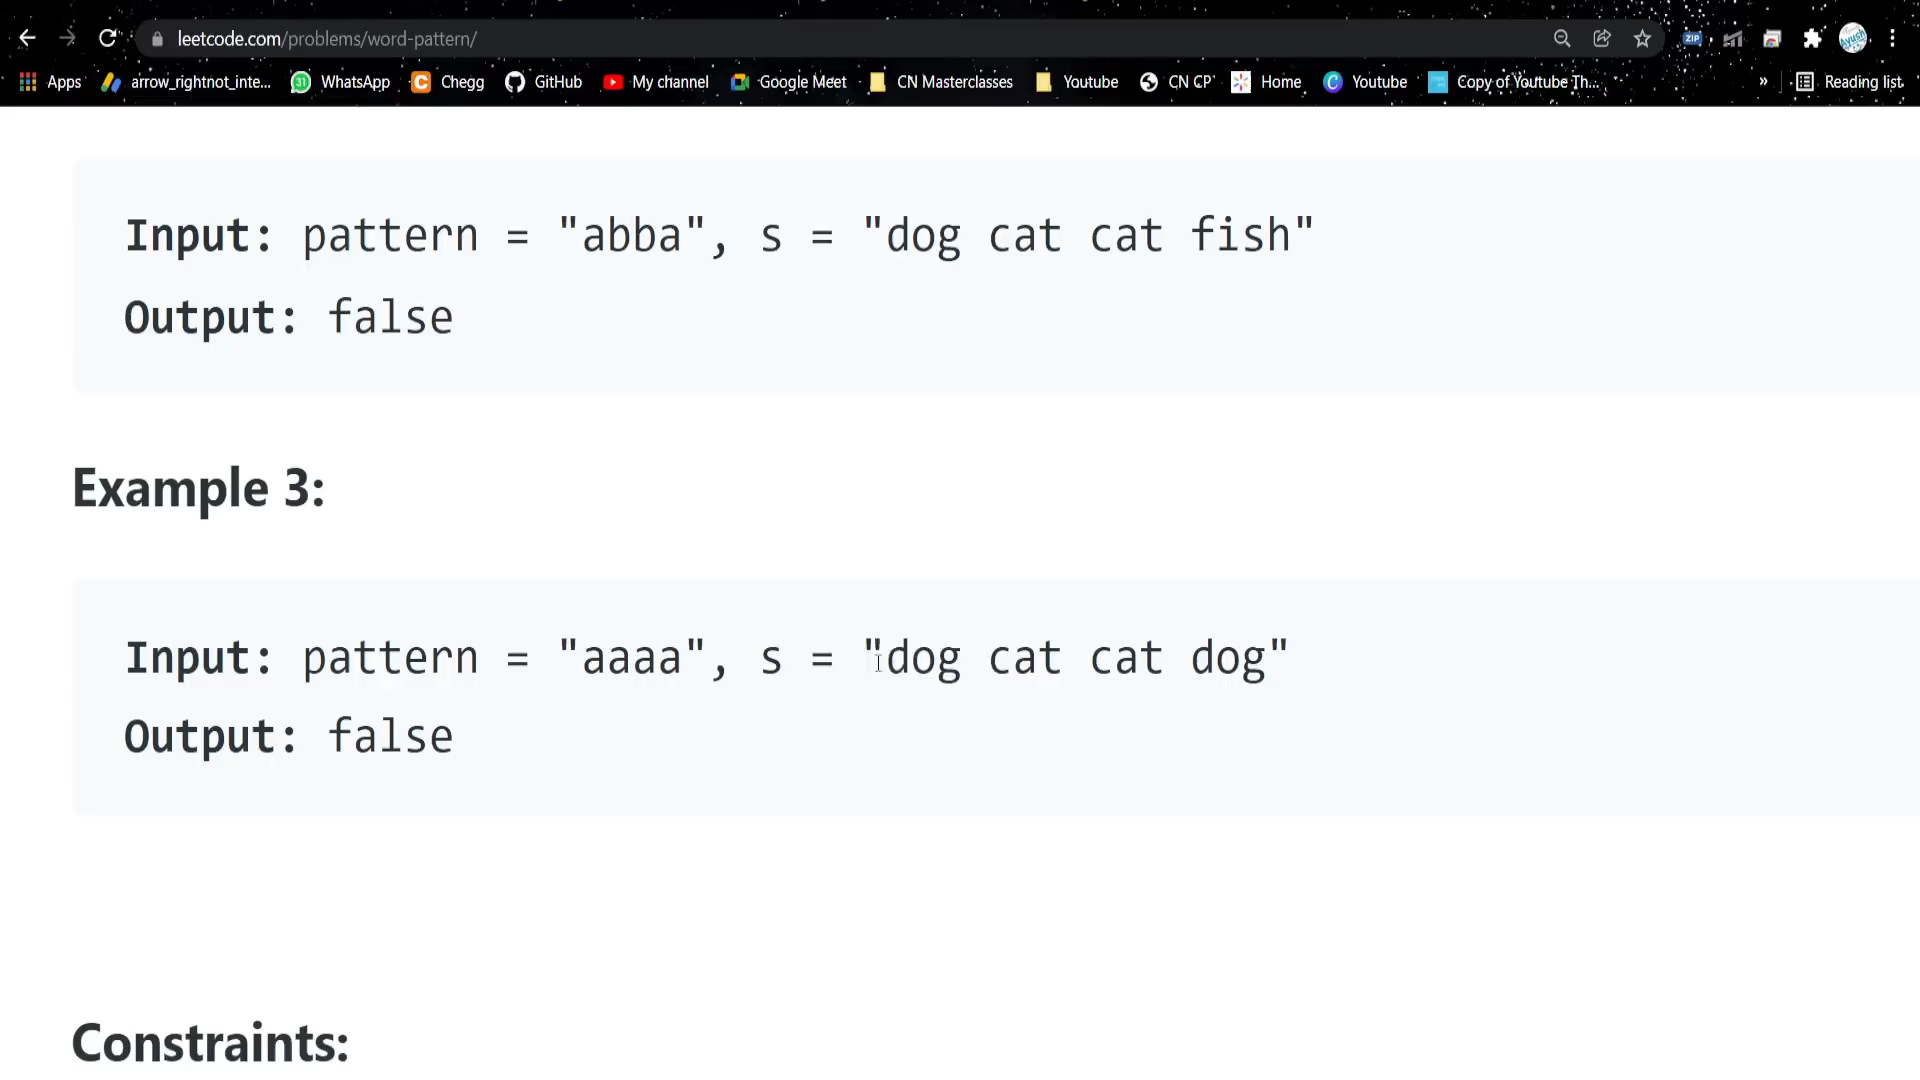 leetcode.com/problems/word-pattern/
ZIP
Apps arrow_rightnot_inte... WhatsApp Chegg GitHub My channel Google Meet CN Masterclasses Youtube CN CP Home Youtube Copy of Youtube Th... » Reading list
Input: pattern = "abba", s = "dog cat cat fish"
Output: false
Example 3:
Input: pattern = "aaaa", s = "dog cat cat dog"
Output: false
Constraints: